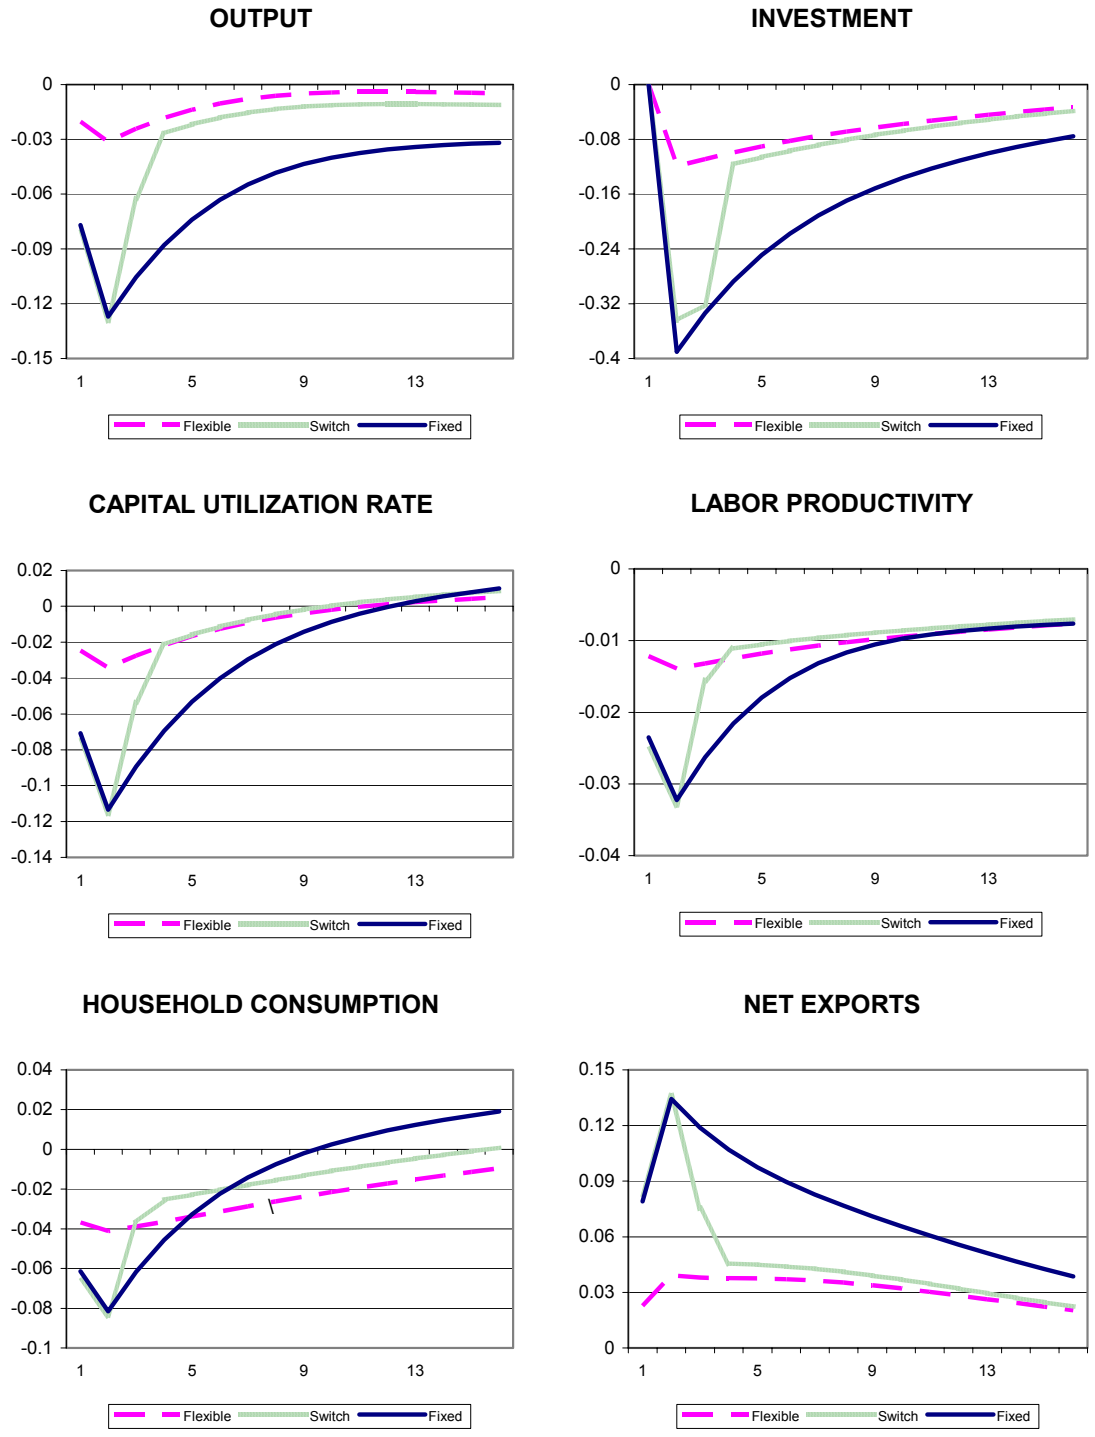 OUTPUT
0
-0.03
-0.06
-0.09
-0.12
-0.15
1 5 9 13
Flexible Switch Fixed
INVESTMENT
0
-0.08
-0.16
-0.24
-0.32
-0.4
1 5 9 13
Flexible Switch Fixed
CAPITAL UTILIZATION RATE
0.02
0
-0.02
-0.04
-0.06
-0.08
-0.1
-0.12
-0.14
1 5 9 13
Flexible Switch Fixed
LABOR PRODUCTIVITY
0
-0.01
-0.02
-0.03
-0.04
1 5 9 13
Flexible Switch Fixed
HOUSEHOLD CONSUMPTION
0.04
0.02
0
-0.02
-0.04
-0.06
-0.08
-0.1
1 5 9 13
Flexible Switch Fixed
NET EXPORTS
0.15
0.12
0.09
0.06
0.03
0
1 5 9 13
Flexible Switch Fixed